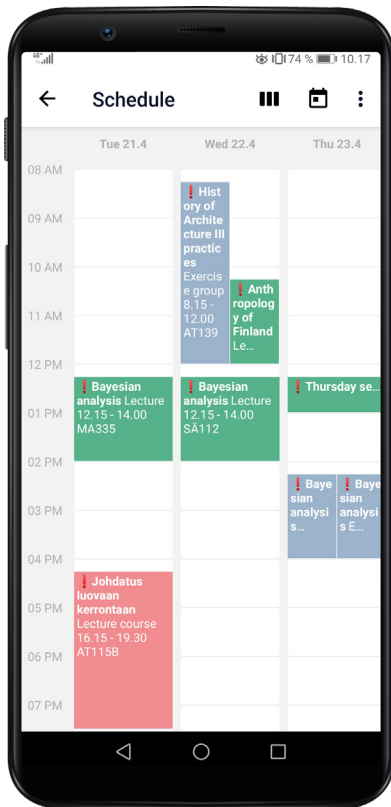 46+
74 % 10.17
Schedule
Tue 21.4 Wed 22.4 Thu 23.4
08 AM
09 AM
10 AM
11 AM
12 PM
01 PM
02 PM
03 PM
04 PM
05 PM
06 PM
07 PM
❗Bayesian
analysis Lecture
12.15 - 14.00
MA335
❗Johdatus
luovaan
kerrontaan
Lecture course
16.15 - 19.30
AT115B
❗Hist
ory of
Archite
cture III
practic
es
Exercis
e group
8.15 -
12.00
AT139
❗Anth
ropolog
y of
Finland
Le...
❗Bayesian
analysis Lecture
12.15 - 14.00
SÄ112
❗Thursday se...
❗Baye
sian
analysi
s...
❗Baye
sian
analysi
s E...